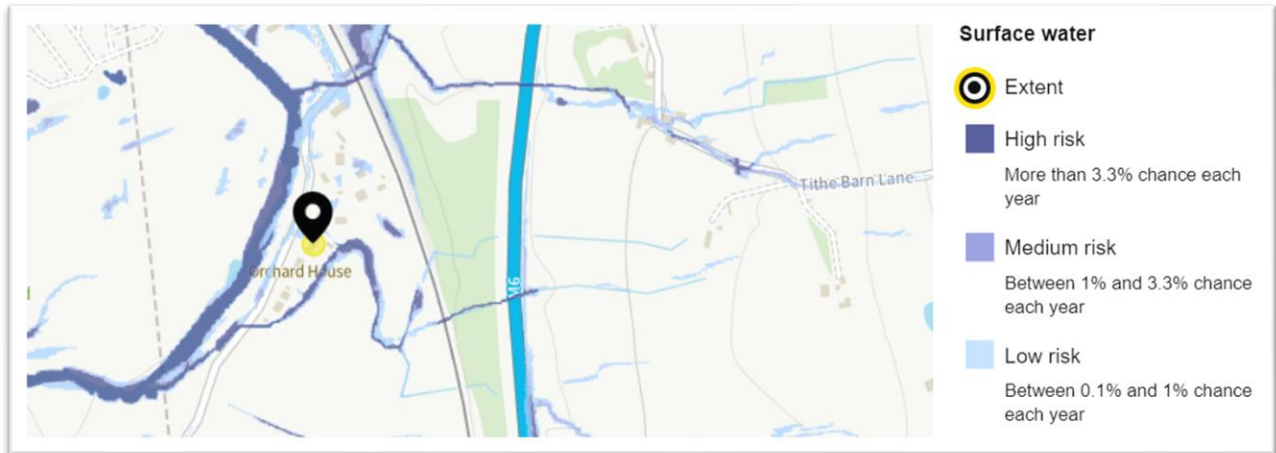 Surface water
Extent
High risk
More than 3.3% chance each
year
Medium risk
Between 1% and 3.3% chance
each year
Low risk
Between 0.1% and 1% chance
each year
Tithe Barn Lane
Orchard House
M6